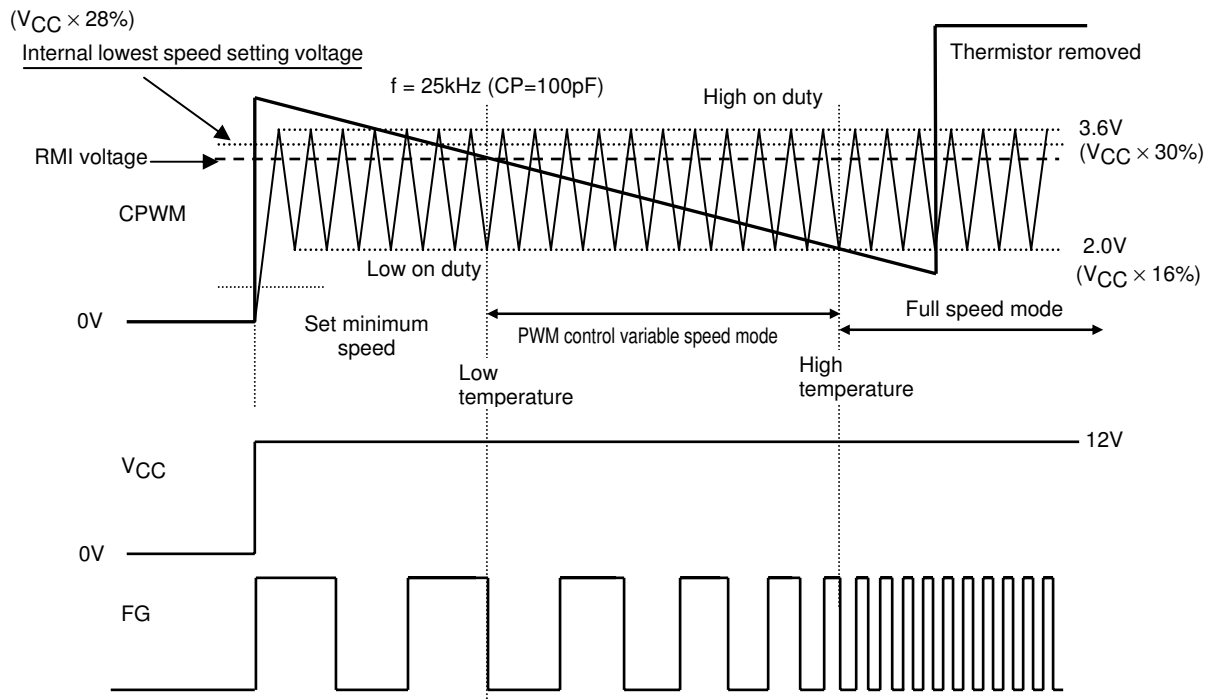 (VCC × 28%)
Internal lowest speed setting voltage
Thermistor removed
f = 25kHz (CP=100pF)
High on duty
3.6V
(VCC × 30%)
RMI voltage
CPWM
Low on duty
2.0V
(VCC × 16%)
0V
Set minimum
speed
PWM control variable speed mode
Full speed mode
Low
temperature
High
temperature
VCC
12V
0V
FG